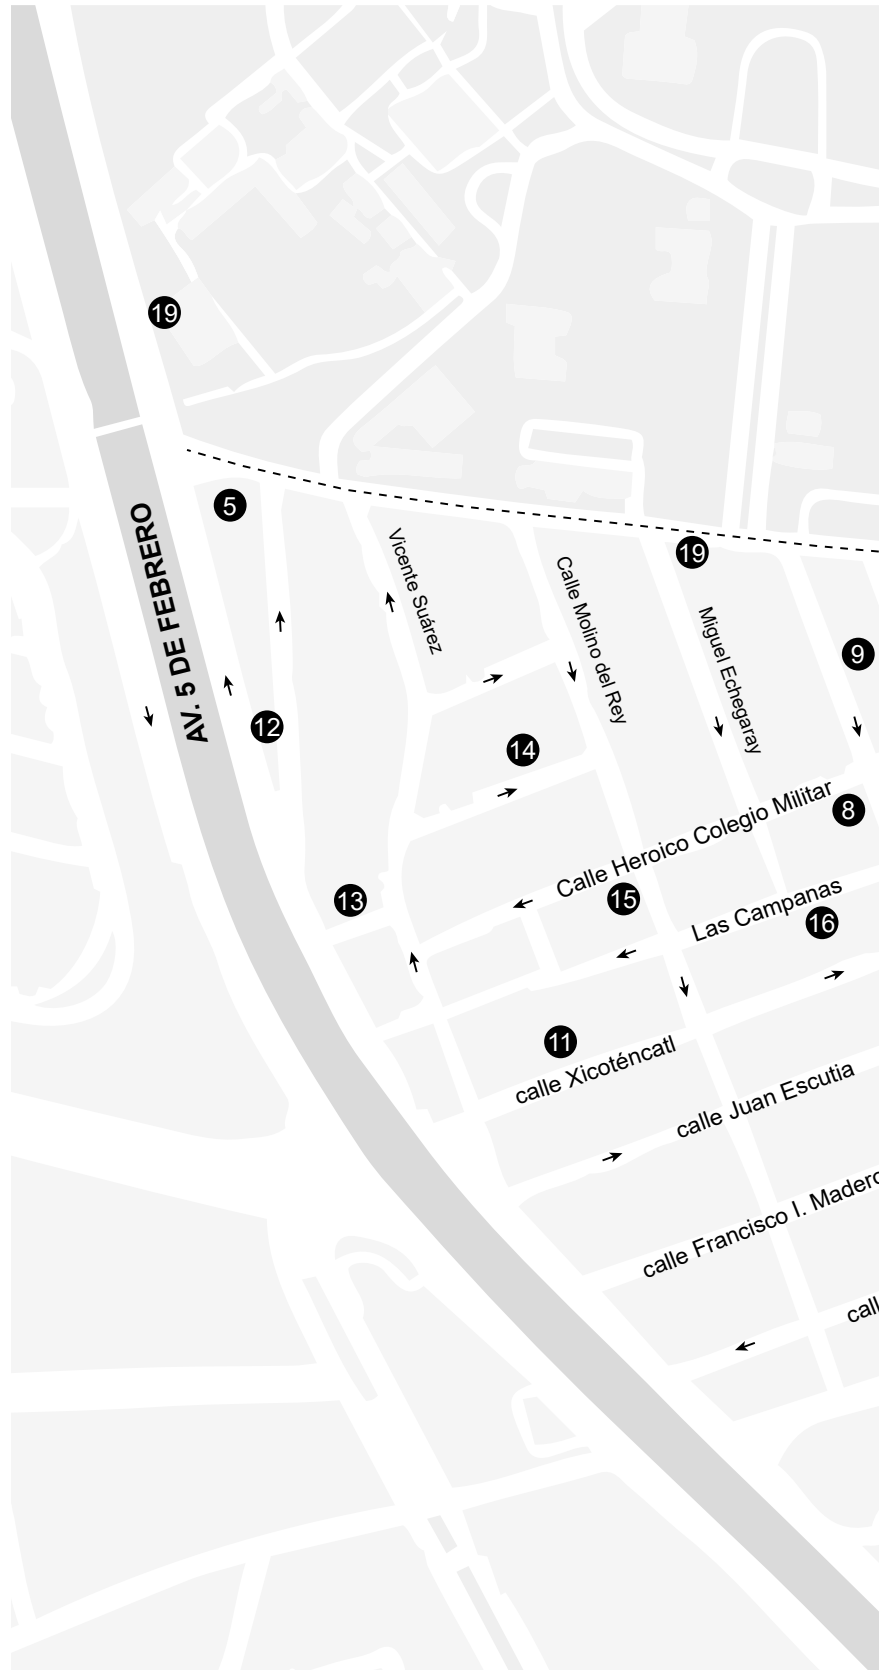 19
5
AV. 5 DE FEBRERO
Vicente Suárez
19
Calle Molino del Rey
Miguel Echegaray
9
12
14
Calle Heroico Colegio Militar
8
13
15
Las Campanas
16
11
calle Xicoténcatl
calle Juan Escutia
calle Francisco I. Madero
call